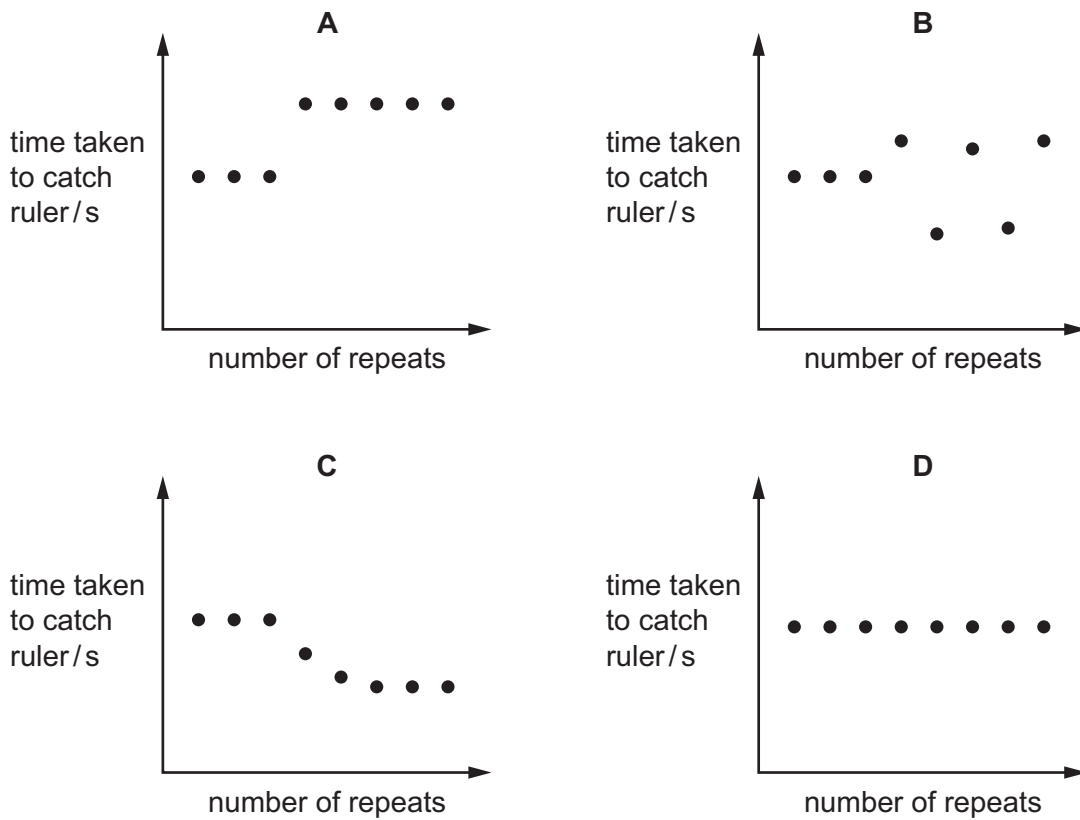 A
time taken
to catch
ruler / s
number of repeats
B
time taken
to catch
ruler / s
number of repeats
C
time taken
to catch
ruler / s
number of repeats
D
time taken
to catch
ruler / s
number of repeats